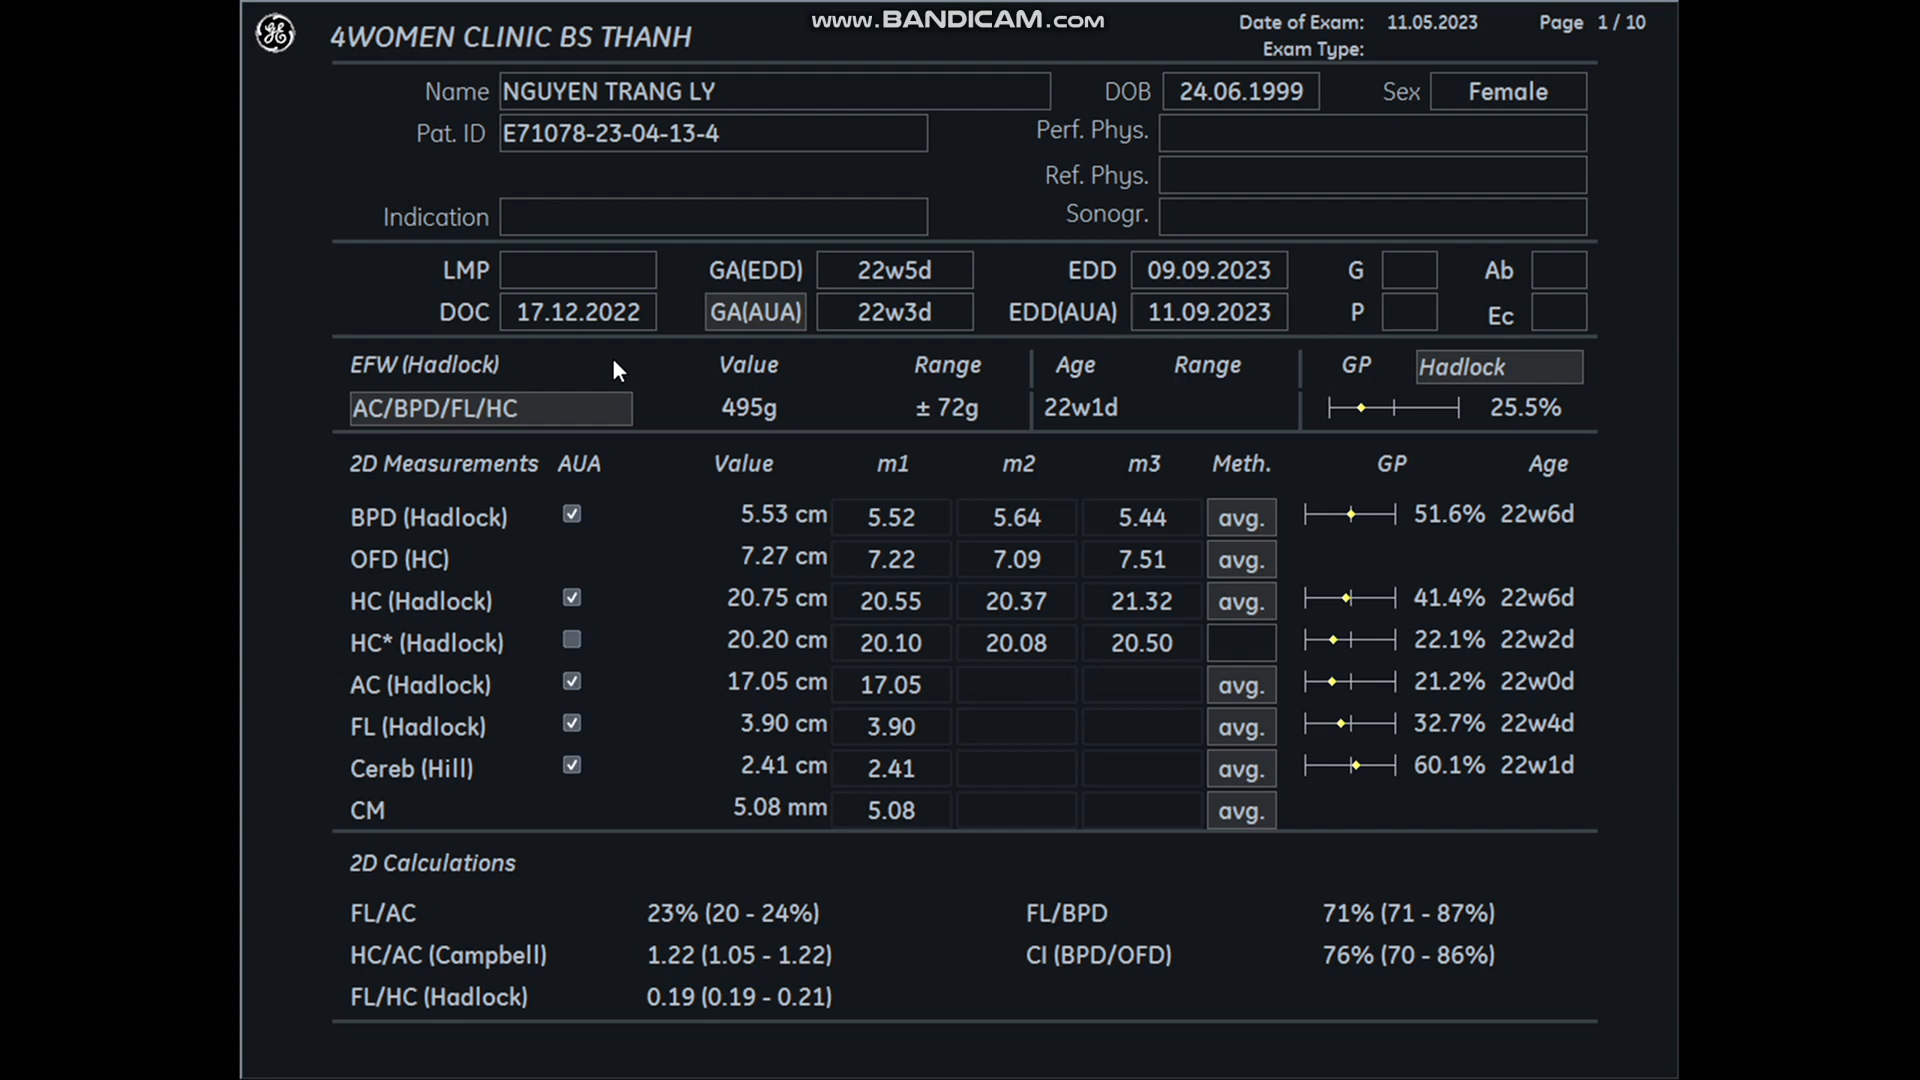 www.BANDICAM.com
4WOMEN CLINIC BS THANH
Date of Exam: 11.05.2023 Page 1 / 10
Exam Type:
Name NGUYEN TRANG LY DOB 24.06.1999 Sex Female
Pat. ID E71078-23-04-13-4 Perf. Phys.
Ref. Phys.
Indication Sonogr.
LMP GA(EDD) 22w5d EDD 09.09.2023 G Ab
DOC 17.12.2022 GA(AUA) 22w3d EDD(AUA) 11.09.2023 P Ec
EFW (Hadlock) Value Range Age Range GP Hadlock
AC/BPD/FL/HC 495g ± 72g 22w1d 25.5%
2D Measurements AUA Value m1 m2 m3 Meth. GP Age
BPD (Hadlock) 5.53 cm 5.52 5.64 5.44 avg. 51.6% 22w6d
OFD (HC) 7.27 cm 7.22 7.09 7.51 avg.
HC (Hadlock) 20.75 cm 20.55 20.37 21.32 avg. 41.4% 22w6d
HC* (Hadlock) 20.20 cm 20.10 20.08 20.50 22.1% 22w2d
AC (Hadlock) 17.05 cm 17.05 avg. 21.2% 22w0d
FL (Hadlock) 3.90 cm 3.90 avg. 32.7% 22w4d
Cereb (Hill) 2.41 cm 2.41 avg. 60.1% 22w1d
CM 5.08 mm 5.08 avg.
2D Calculations
FL/AC 23% (20 - 24%) FL/BPD 71% (71 - 87%)
HC/AC (Campbell) 1.22 (1.05 - 1.22) CI (BPD/OFD) 76% (70 - 86%)
FL/HC (Hadlock) 0.19 (0.19 - 0.21)